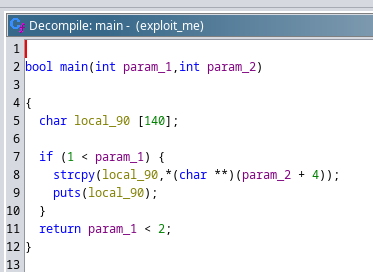 Decompile: main - (exploit_me)
1
2 bool main(int param_1,int param_2)
3
4 {
5   char local_90 [140];
6
7   if (1 < param_1) {
8     strcpy(local_90,*(char **)(param_2 + 4));
9     puts(local_90);
10   }
11   return param_1 < 2;
12 }
13